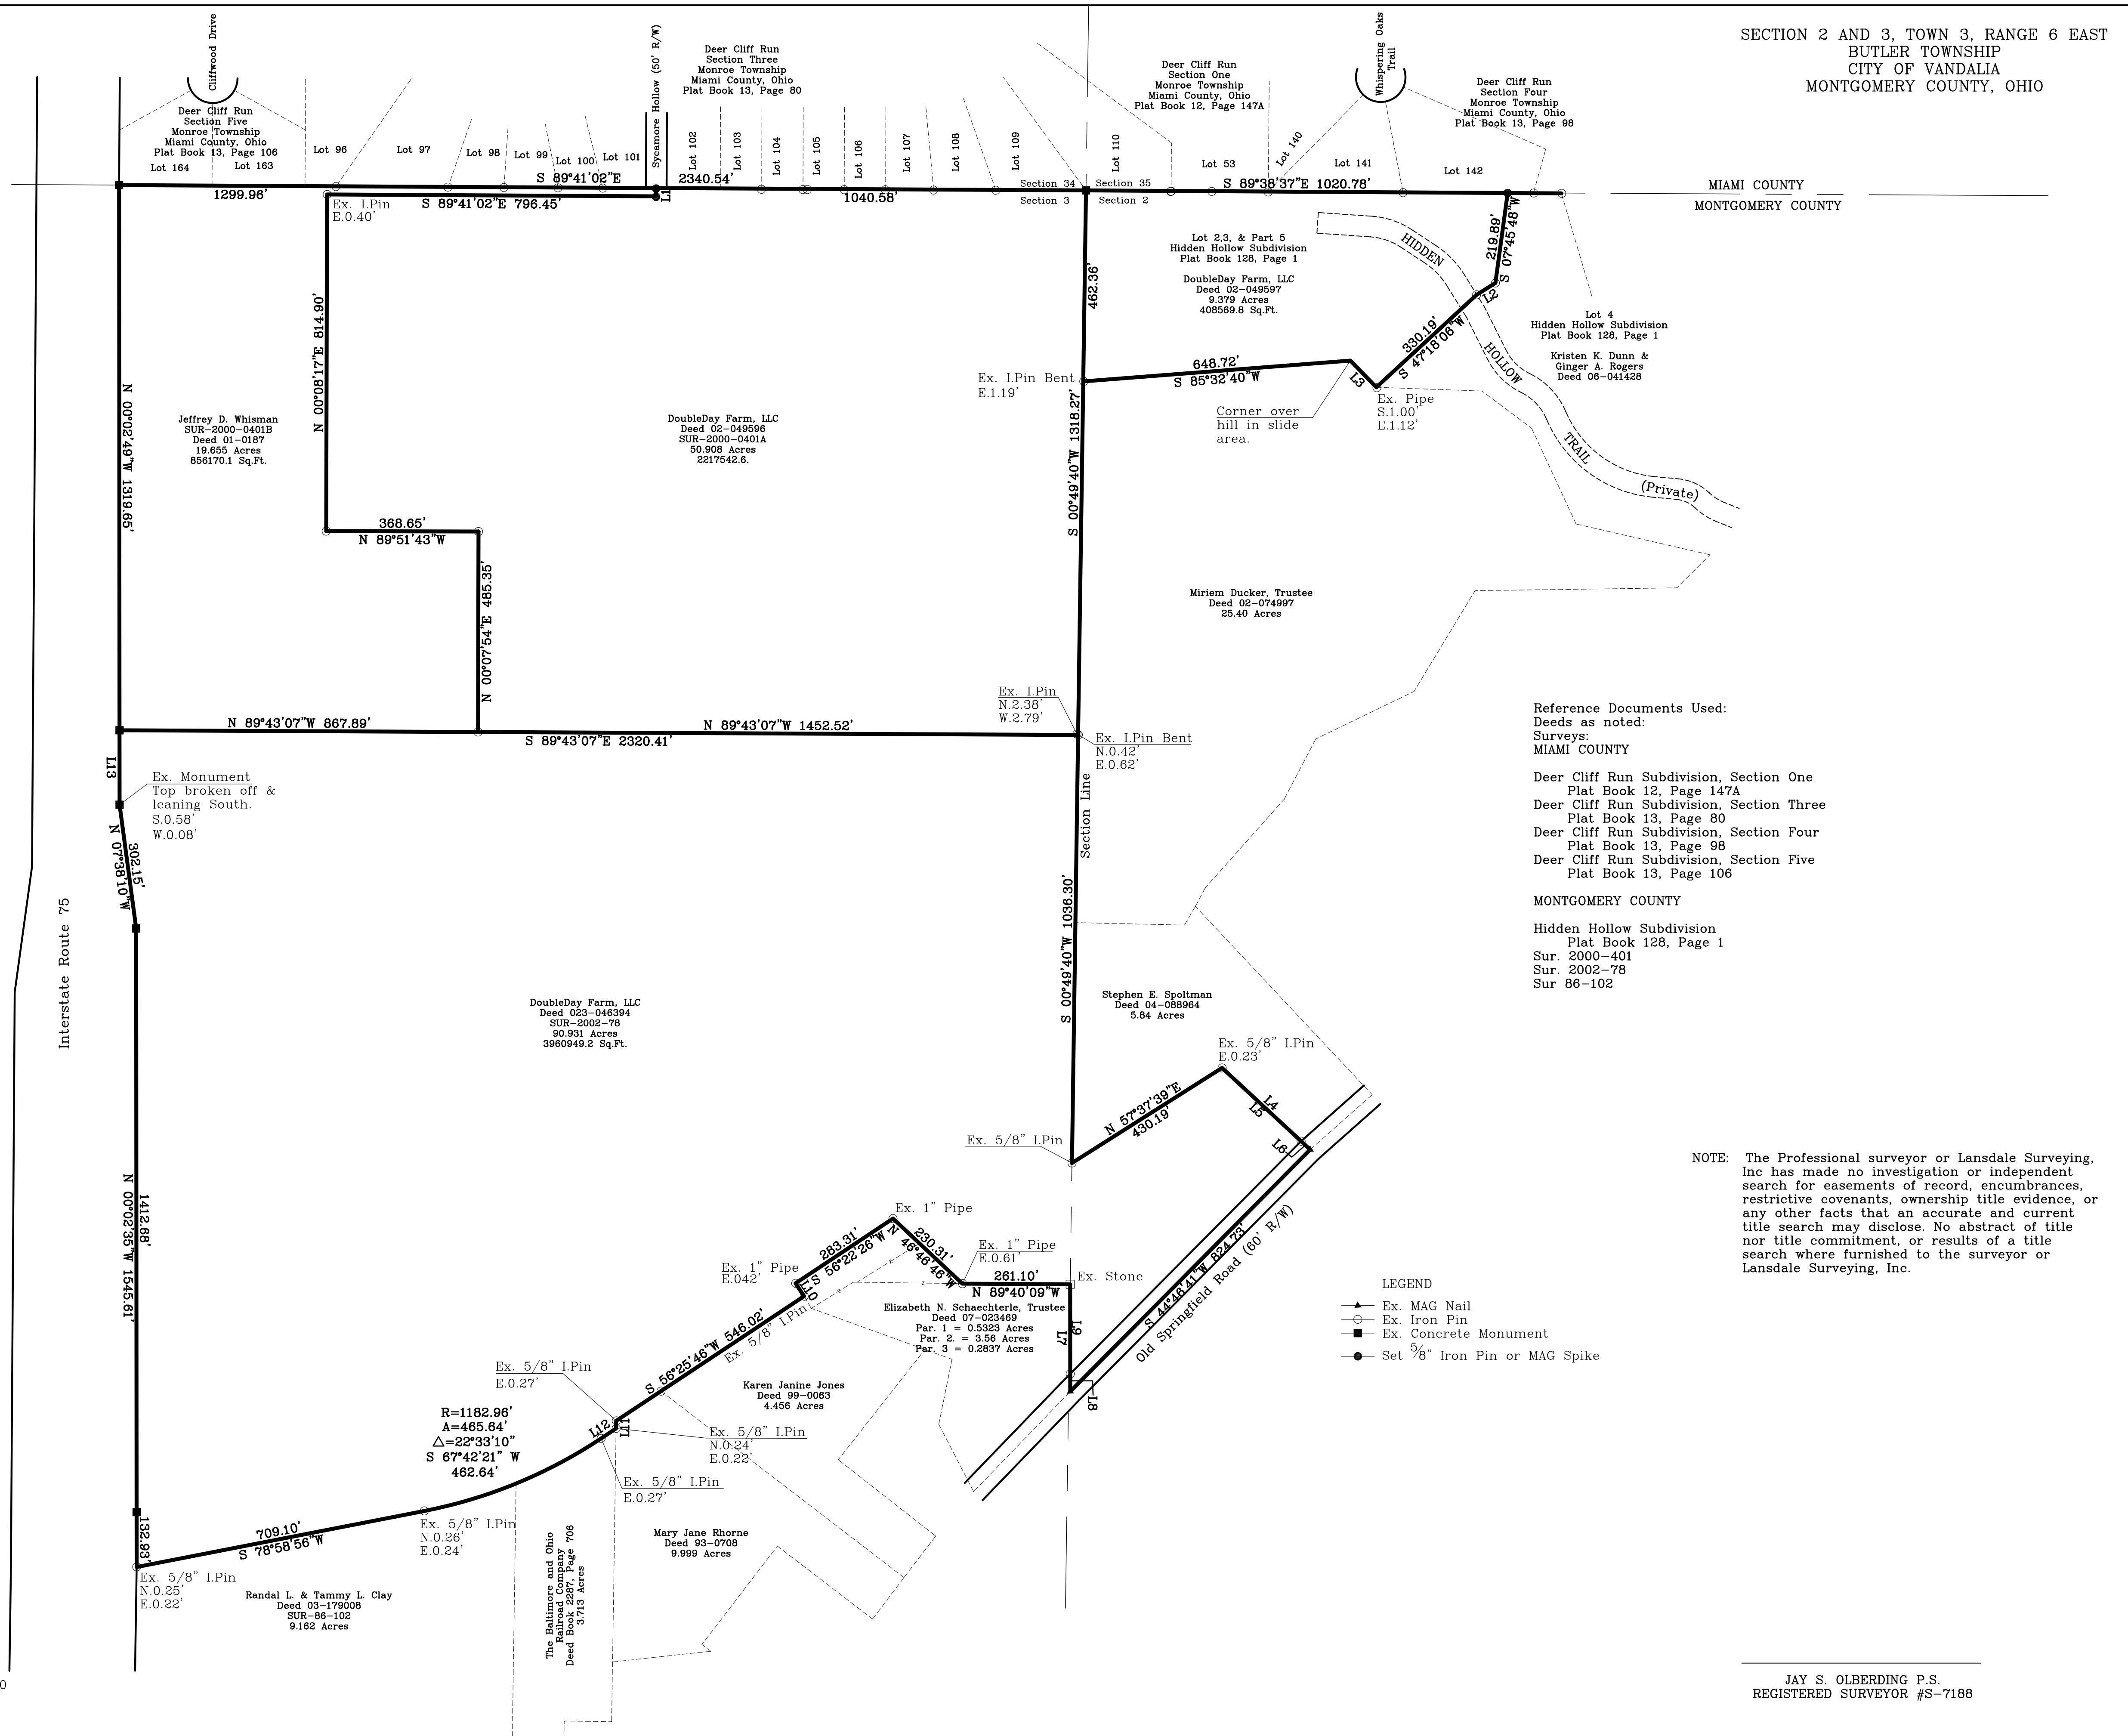 SECTION 2 AND 3, TOWN 3, RANGE 6 EAST
BUTLER TOWNSHIP
CITY OF VANDALIA
MONTGOMERY COUNTY, OHIO
Cliffwood Drive
Deer Cliff Run
Section Five
Monroe Township
Miami County, Ohio
Plat Book 13, Page 106
Lot 164
Lot 163
Lot 96
Lot 97
Lot 98
Lot 99
Lot 100
Lot 101
Sycamore Hollow (50' R/W)
Deer Cliff Run
Section Three
Monroe Township
Miami County, Ohio
Plat Book 13, Page 80
Lot 102
Lot 103
Lot 104
Lot 105
Lot 106
Lot 107
Lot 108
Lot 109
Lot 110
Deer Cliff Run
Section One
Monroe Township
Miami County, Ohio
Plat Book 12, Page 147A
Whispering Oaks
Trail
Deer Cliff Run
Section Four
Monroe Township
Miami County, Ohio
Plat Book 13, Page 98
Lot 53
Lot 140
Lot 141
Lot 142
S 89°41'02"E
2340.54'
1299.96'
S 89°41'02"E 796.45'
L1
1040.58'
Section 34
Section 35
Section 3
Section 2
S 89°38'37"E 1020.78'
MIAMI COUNTY
MONTGOMERY COUNTY
Ex. I.Pin
E.0.40'
N 00°08'17"E 814.90'
N 00°02'49"W 1319.65'
Jeffrey D. Whisman
SUR-2000-0401B
Deed 01-0187
19.655 Acres
856170.1 Sq.Ft.
DoubleDay Farm, LLC
Deed 02-049596
SUR-2000-0401A
50.908 Acres
2217542.6.
462.36'
Lot 2,3, & Part 5
Hidden Hollow Subdivision
Plat Book 128, Page 1
DoubleDay Farm, LLC
Deed 02-049597
9.379 Acres
408569.8 Sq.Ft.
HIDDEN
HOLLOW
TRAIL
(Private)
219.89'
S 07°45'48"W
L2
330.19'
S 47°18'06"W
L3
648.72'
S 85°32'40"W
Ex. I.Pin Bent
E.1.19'
Corner over
hill in slide
area.
Ex. Pipe
S.1.00'
E.1.12'
Lot 4
Hidden Hollow Subdivision
Plat Book 128, Page 1
Kristen K. Dunn &
Ginger A. Rogers
Deed 06-041428
S 00°49'40"W 1318.27'
368.65'
N 89°51'43"W
N 00°07'54"E 485.35'
Miriem Ducker, Trustee
Deed 02-074997
25.40 Acres
Ex. I.Pin
N.2.38'
W.2.79'
Ex. I.Pin Bent
N.0.42'
E.0.62'
N 89°43'07"W 867.89'
N 89°43'07"W 1452.52'
S 89°43'07"E 2320.41'
L13
Ex. Monument
Top broken off &
leaning South.
S.0.58'
W.0.08'
302.15'
N 07°38'10"W
Section Line
S 00°49'40"W 1036.30'
Interstate Route 75
DoubleDay Farm, LLC
Deed 023-046394
SUR-2002-78
90.931 Acres
3960949.2 Sq.Ft.
Stephen E. Spoltman
Deed 04-088964
5.84 Acres
Reference Documents Used:
Deeds as noted:
Surveys:
MIAMI COUNTY
Deer Cliff Run Subdivision, Section One
Plat Book 12, Page 147A
Deer Cliff Run Subdivision, Section Three
Plat Book 13, Page 80
Deer Cliff Run Subdivision, Section Four
Plat Book 13, Page 98
Deer Cliff Run Subdivision, Section Five
Plat Book 13, Page 106
MONTGOMERY COUNTY
Hidden Hollow Subdivision
Plat Book 128, Page 1
Sur. 2000-401
Sur. 2002-78
Sur 86-102
Ex. 5/8" I.Pin
E.0.23'
N 57°37'39"E
430.19'
L4
L5
L6
Ex. 5/8" I.Pin
S 44°46'41"W 824.73'
Old Springfield Road (60' R/W)
NOTE: The Professional surveyor or Lansdale Surveying,
Inc has made no investigation or independent
search for easements of record, encumbrances,
restrictive covenants, ownership title evidence, or
any other facts that an accurate and current
title search may disclose. No abstract of title
nor title commitment, or results of a title
search where furnished to the surveyor or
Lansdale Surveying, Inc.
1412.68'
N 00°02'35"W 1545.61'
132.93'
Ex. 1" Pipe
283.31'
S 56°22'26"W
230.31'
N 46°46'46"W
Ex. 1" Pipe
E.0.61'
Ex. 1" Pipe
E.042'
L10
261.10'
N 89°40'09"W
Ex. Stone
L9
L7
L8
Elizabeth N. Schaechterle, Trustee
Deed 07-023469
Par. 1 = 0.5323 Acres
Par. 2. = 3.56 Acres
Par. 3 = 0.2837 Acres
S 56°25'46"W 546.02'
Ex. 5/8" I.Pin
Ex. 5/8" I.Pin
E.0.27'
Karen Janine Jones
Deed 99-0063
4.456 Acres
LEGEND
Ex. MAG Nail
Ex. Iron Pin
Ex. Concrete Monument
Set 5/8" Iron Pin or MAG Spike
R=1182.96'
A=465.64'
△=22°33'10"
S 67°42'21" W
462.64'
L12
L11
Ex. 5/8" I.Pin
N.0.24'
E.0.22'
Ex. 5/8" I.Pin
E.0.27'
709.10'
S 78°58'56"W
Ex. 5/8" I.Pin
N.0.26'
E.0.24'
Ex. 5/8" I.Pin
N.0.25'
E.0.22'
Randal L. & Tammy L. Clay
Deed 03-179008
SUR-86-102
9.162 Acres
The Baltimore and Ohio
Railroad Company
Deed Book 2287, Page 706
3.713 Acres
Mary Jane Rhorne
Deed 93-0708
9.999 Acres
0
JAY S. OLBERDING P.S.
REGISTERED SURVEYOR #S-7188